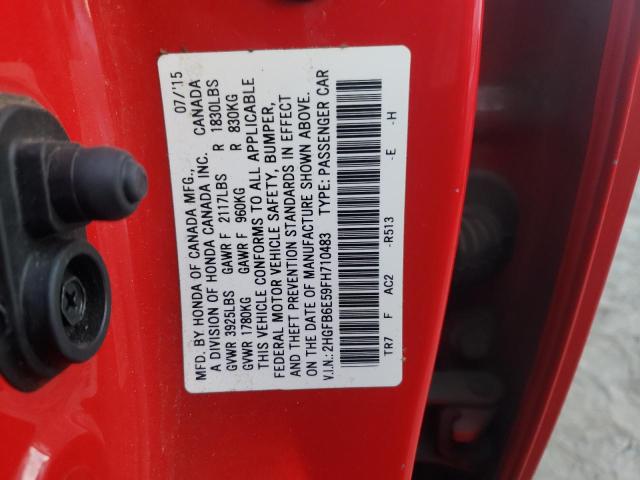 MFD. BY HONDA OF CANADA MFG., 07/'15
A DIVISION OF HONDA CANADA INC. CANADA
GVWR 3925LBS GAWR F 2117LBS R 1830LBS
GVWR 1780KG GAWR F 960KG R 830KG
THIS VEHICLE CONFORMS TO ALL APPLICABLE
FEDERAL MOTOR VEHICLE SAFETY, BUMPER,
AND THEFT PREVENTION STANDARDS IN EFFECT
ON THE DATE OF MANUFACTURE SHOWN ABOVE.
V.I.N.:2HGFB6E59FH710483 TYPE: PASSENGER CAR
TR7 F AC2 -R513 -E -H